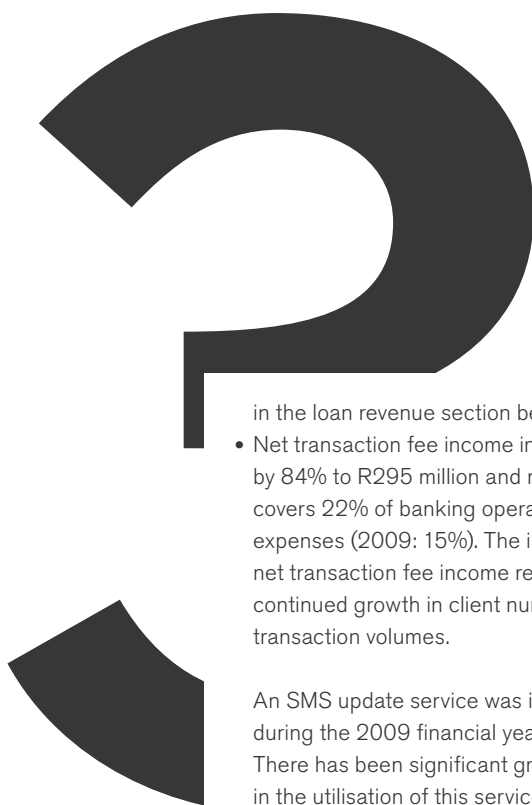 3
in the loan revenue section be
• Net transaction fee income in
by 84% to R295 million and n
covers 22% of banking opera
expenses (2009: 15%). The i
net transaction fee income re
continued growth in client nu
transaction volumes.
An SMS update service was i
during the 2009 financial yea
There has been significant gr
in the utilisation of this servic